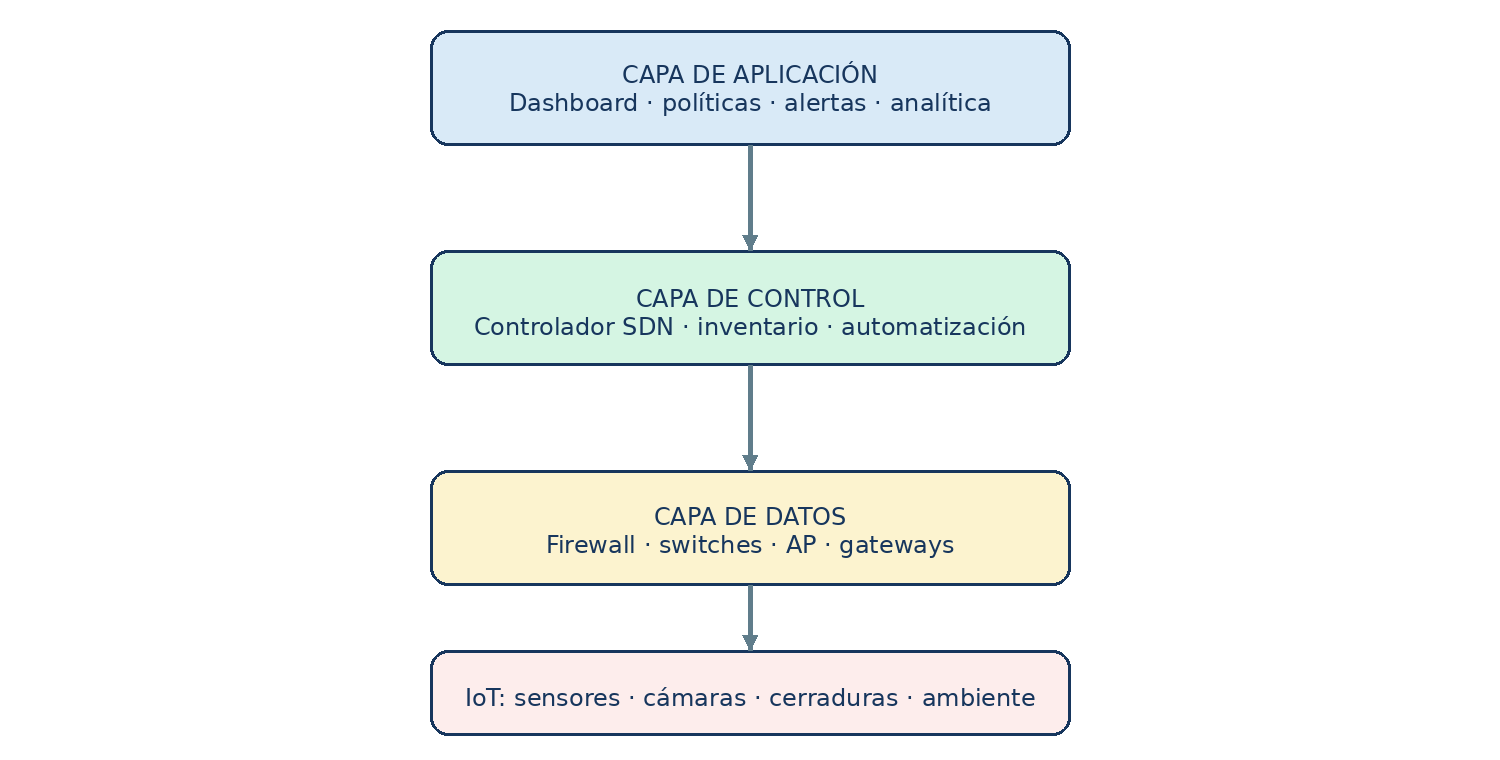 CAPA DE APLICACIÓN
Dashboard · políticas · alertas · analítica
CAPA DE CONTROL
Controlador SDN · inventario · automatización
CAPA DE DATOS
Firewall · switches · AP · gateways
IoT: sensores · cámaras · cerraduras · ambiente